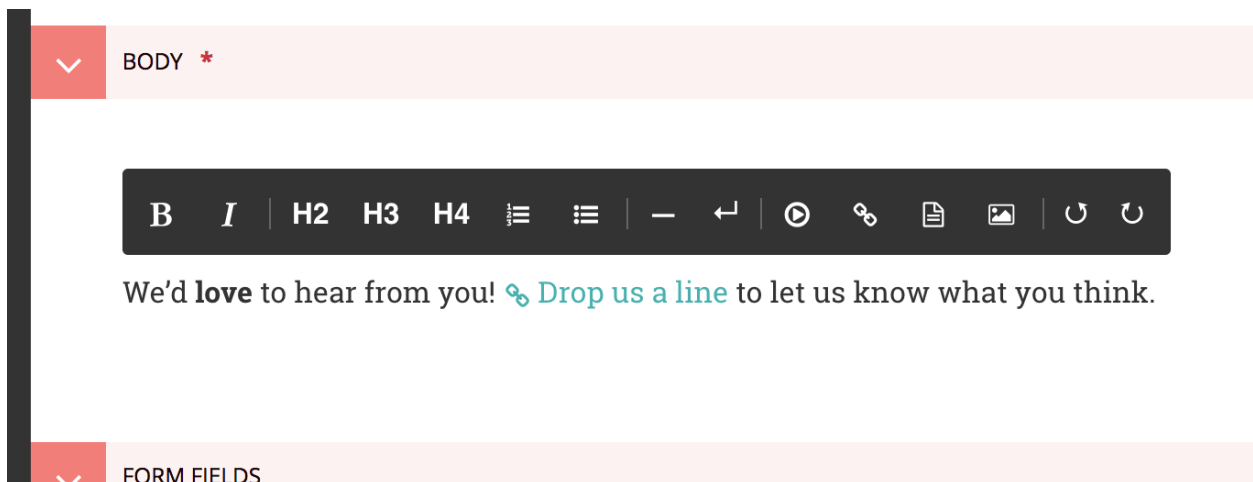 BODY *
B I H2 H3 H4
We’d love to hear from you! Drop us a line to let us know what you think.
FORM FIELDS